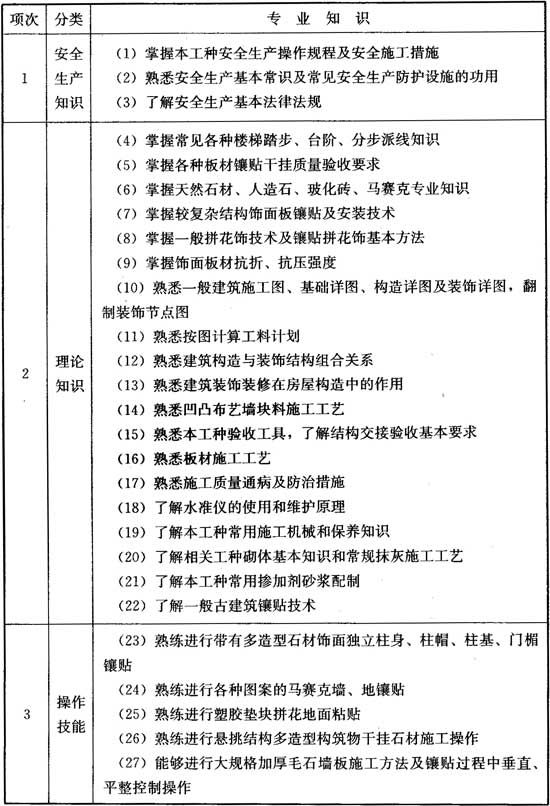 项次 分类 专业知识
1
安全
生产
知识
(1) 掌握本工种安全生产操作规程及安全施工措施
(2) 熟悉安全生产基本常识及常见安全生产防护设施的功用
(3) 了解安全生产基本法律法规
2
理论
知识
(4) 掌握常见各种楼梯踏步、台阶、分步派线知识
(5) 掌握各种板材镶贴干挂质量验收要求
(6) 掌握天然石材、人造石、玻化砖、马赛克专业知识
(7) 掌握较复杂结构饰面板镶贴及安装技术
(8) 掌握一般拼花饰技术及镶贴拼花饰基本方法
(9) 掌握饰面板材抗折、抗压强度
(10) 熟悉一般建筑施工图、基础详图、构造详图及装饰详图，翻
制装饰节点图
(11) 熟悉按图计算工料计划
(12) 熟悉建筑构造与装饰结构组合关系
(13) 熟悉建筑装饰装修在房屋构造中的作用
(14) 熟悉凹凸布艺墙块料施工工艺
(15) 熟悉本工种验收工具，了解结构交接验收基本要求
(16) 熟悉板材施工工艺
(17) 熟悉施工质量通病及防治措施
(18) 了解水准仪的使用和维护原理
(19) 了解本工种常用施工机械和保养知识
(20) 了解相关工种砌体基本知识和常规抹灰施工工艺
(21) 了解本工种常用掺加剂砂浆配制
(22) 了解一般古建筑镶贴技术
3
操作
技能
(23) 熟练进行带有多造型石材饰面独立柱身、柱帽、柱基、门楣
镶贴
(24) 熟练进行各种图案的马赛克墙、地镶贴
(25) 熟练进行塑胶垫块拼花地面粘贴
(26) 熟练进行悬挑结构多造型构筑物干挂石材施工操作
(27) 能够进行大规格加厚毛石墙板施工方法及镶贴过程中垂直、
平整控制操作